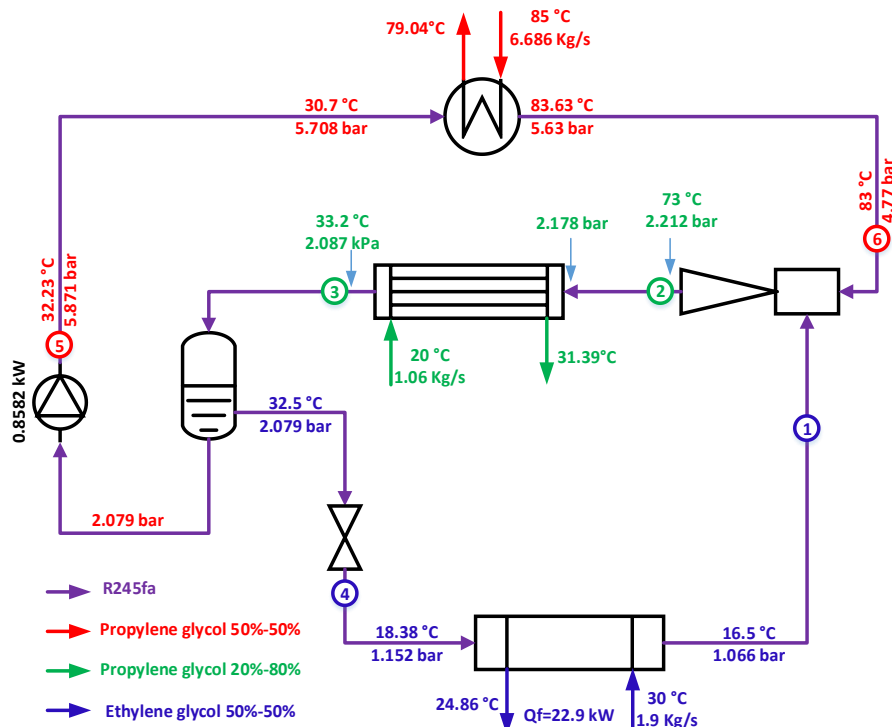 79.04°C
85 °C
6.686 Kg/s
30.7 °C
5.708 bar
83.63°C
5.63 bar
83 °C
4.77 bar
6
73 °C
2.212 bar
2.178 bar
33.2 °C
2.087 kPa
3
2
32.23 °C
5.871 bar
5
20 °C
1.06 Kg/s
31.39°C
0.8582 kW
32.5 °C
2.079 bar
1
2.079 bar
4
R245fa
Propylene glycol 50%-50%
Propylene glycol 20%-80%
Ethylene glycol 50%-50%
18.38 °C
1.152 bar
16.5 °C
1.066 bar
24.86 °C
Qf=22.9 kW
30 °C
1.9 Kg/s